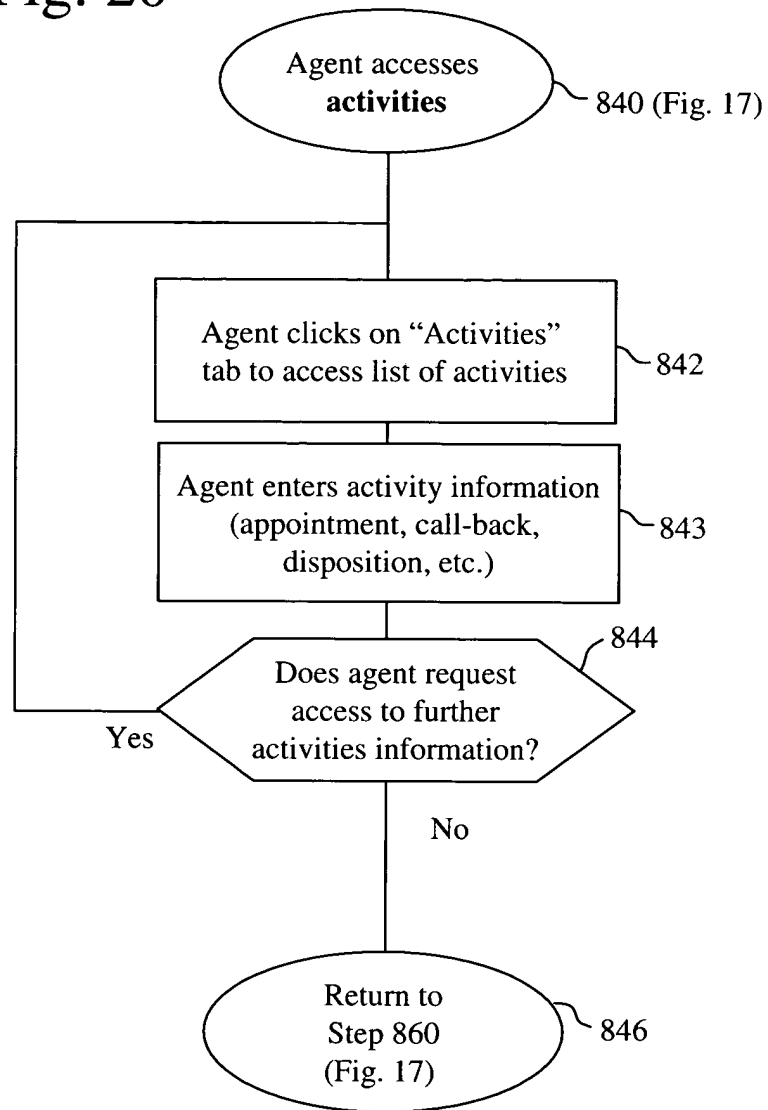 Fig. 20
Agent accesses
activities
840 (Fig. 17)
Agent clicks on “Activities”
tab to access list of activities
842
Agent enters activity information
(appointment, call-back,
disposition, etc.)
843
844
Does agent request
access to further
activities information?
Yes
No
Return to
Step 860
(Fig. 17)
846